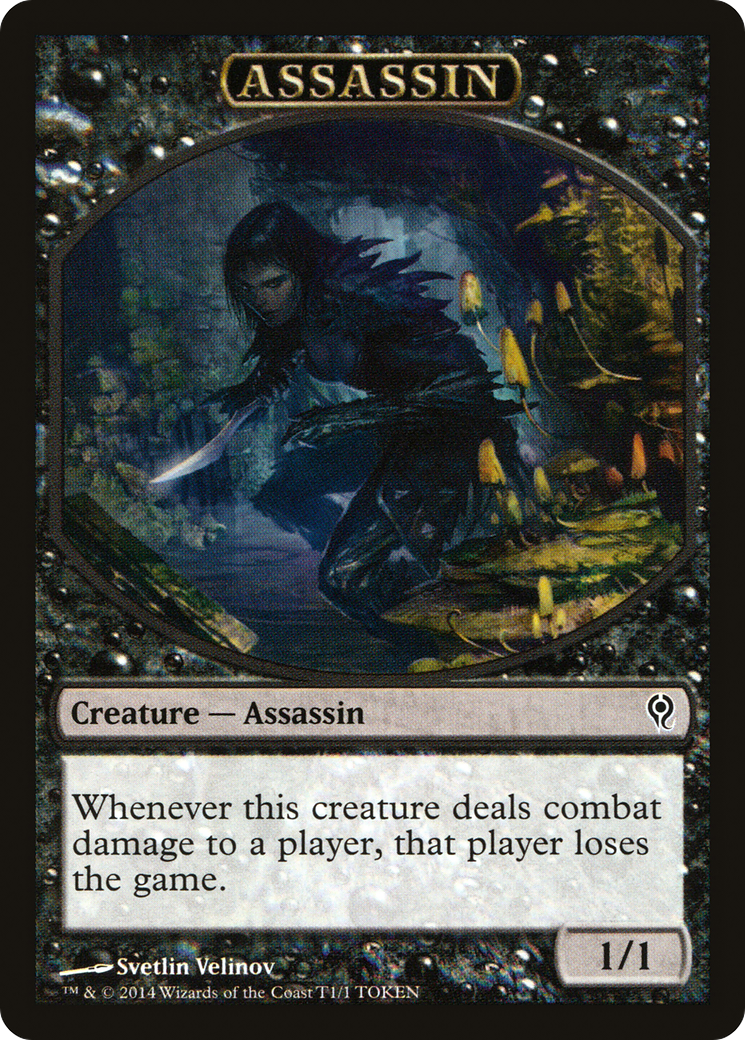 ASSASSIN
Creature — Assassin
Whenever this creature deals combat
damage to a player, that player loses
the game.
1/1
Svetlin Velinov
™ & © 2014 Wizards of the Coast T1/1 TOKEN